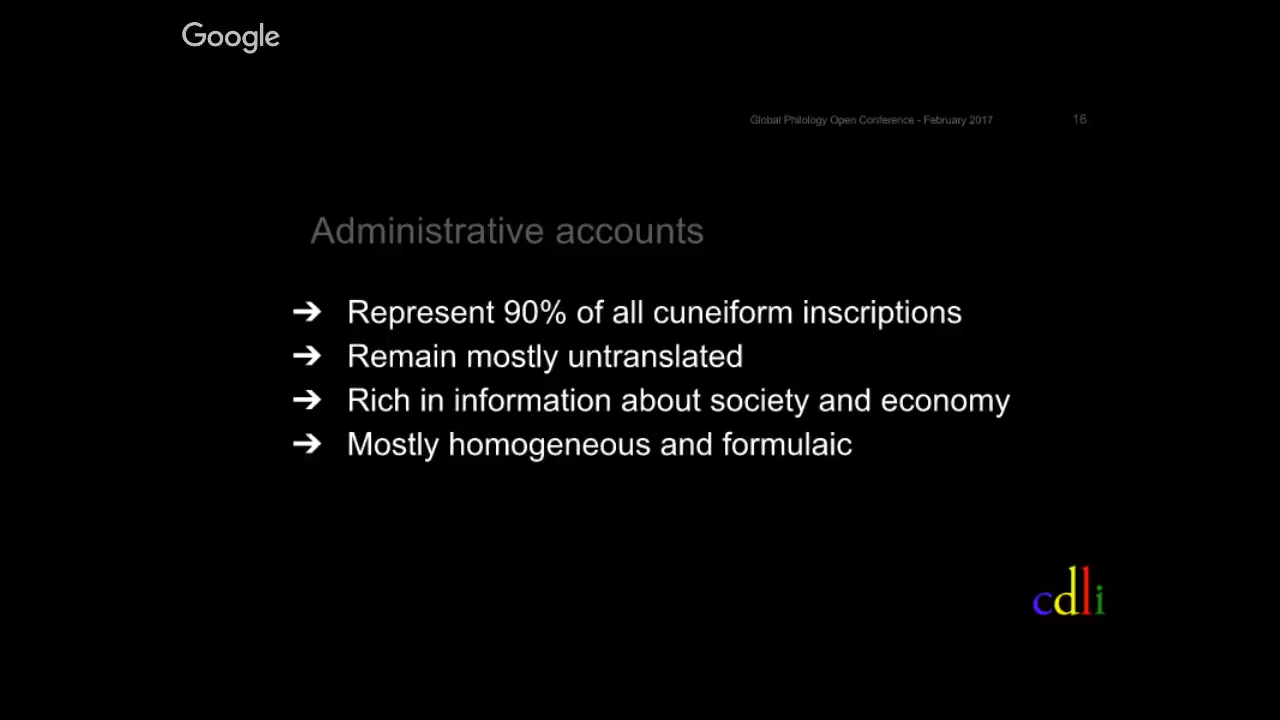 Google
Global Philology Open Conference - February 2017 16
Administrative accounts
➔ Represent 90% of all cuneiform inscriptions
➔ Remain mostly untranslated
➔ Rich in information about society and economy
➔ Mostly homogeneous and formulaic
cdli